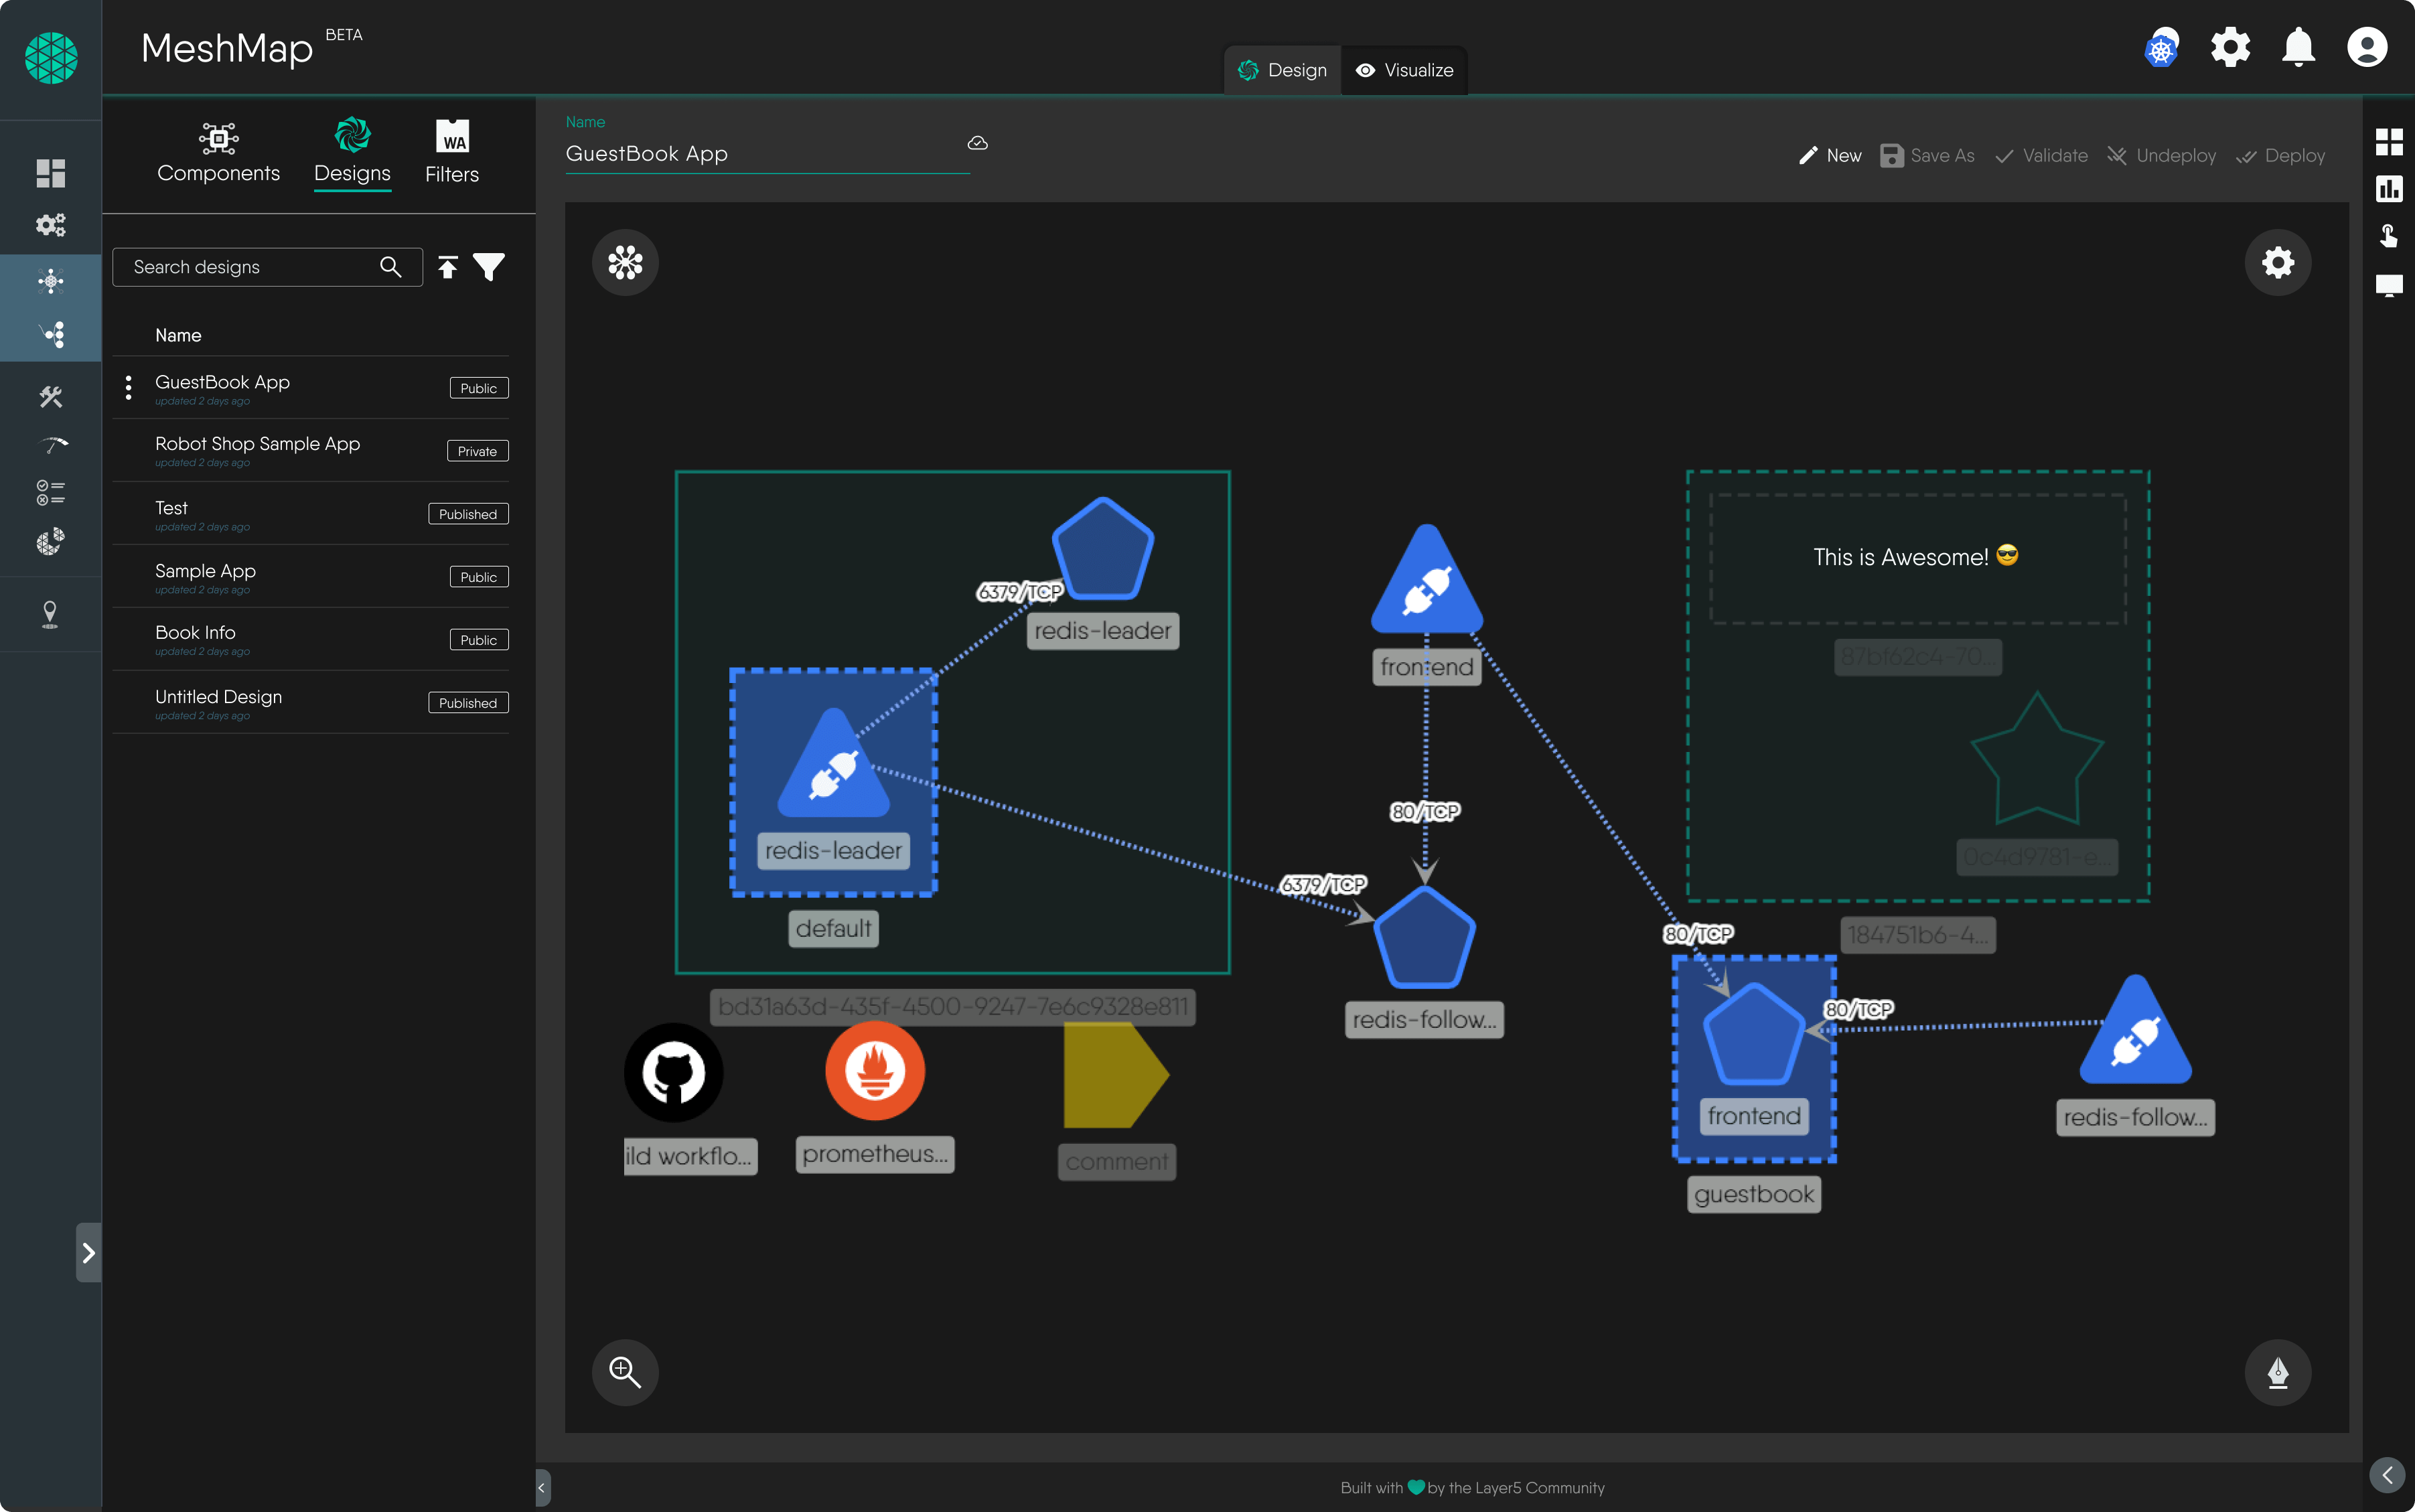 MeshMap BETA
Design
Visualize
Components
Designs
WA
Filters
Search designs
Name
GuestBook App
updated 2 days ago
Public
Robot Shop Sample App
updated 2 days ago
Private
Test
updated 2 days ago
Published
Sample App
updated 2 days ago
Public
Book Info
updated 2 days ago
Public
Untitled Design
updated 2 days ago
Published
Name
GuestBook App
New
Save As
Validate
Undeploy
Deploy
6379/TCP
redis-leader
redis-leader
default
bd31a63d-435f-4500-9247-7e6c9328e811
frontend
80/TCP
6379/TCP
redis-follow...
This is Awesome! 😎
87bf62c4-70...
0c4d9781-e...
184751b6-4...
80/TCP
80/TCP
frontend
guestbook
redis-follow...
ild workflo...
prometheus...
comment
Built with 💚 by the Layer5 Community